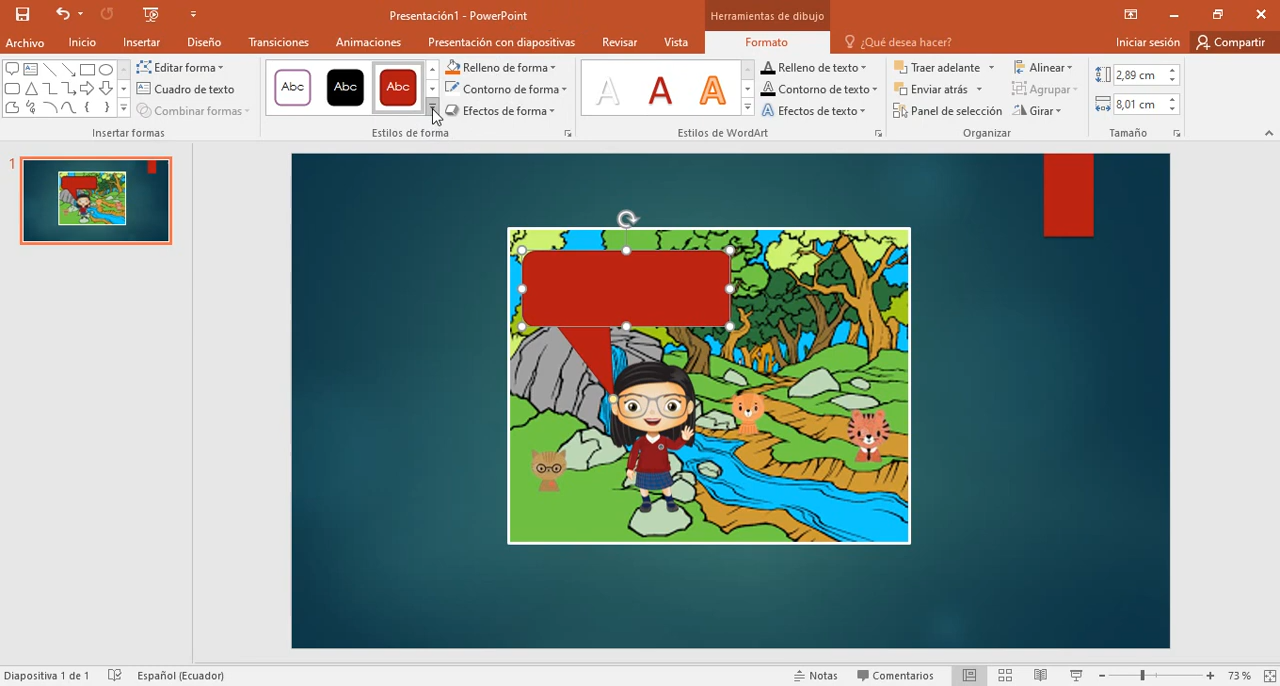 Presentación1 - PowerPoint
Herramientas de dibujo
Archivo Inicio Insertar Diseño Transiciones Animaciones Presentación con diapositivas Revisar Vista Formato ¿Qué desea hacer? Iniciar sesión Compartir
Editar forma
Cuadro de texto
Combinar formas
Insertar formas
Abc Abc Abc
Relleno de forma
Contorno de forma
Efectos de forma
Estilos de forma
A A A
Relleno de texto
Contorno de texto
Efectos de texto
Estilos de WordArt
Traer adelante
Enviar atrás
Panel de selección
Alinear
Agrupar
Girar
Organizar
2,89 cm
8,01 cm
Tamaño
1
Diapositiva 1 de 1 Español (Ecuador) Notas Comentarios 73 %